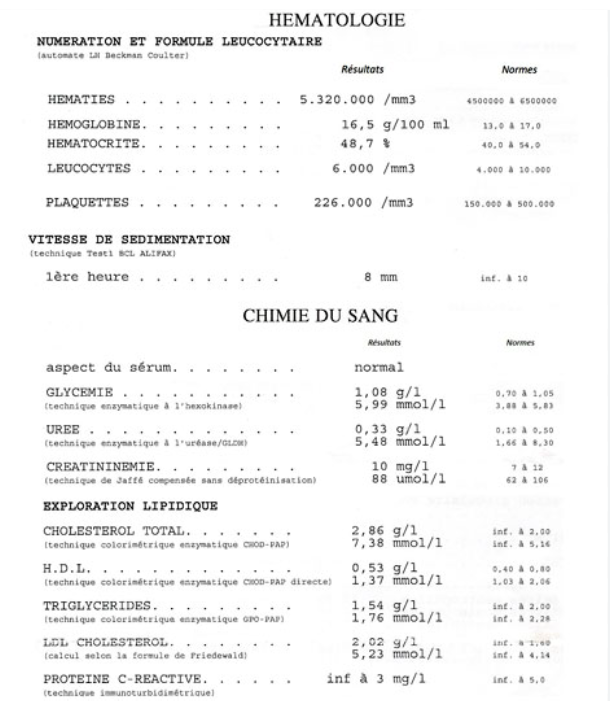 HEMATOLOGIE
NUMERATION ET FORMULE LEUCOCYTAIRE
(automate LH Beckman Coulter)
Résultats Normes
HEMATIES . . . . . . . . . . 5.320.000 /mm3 4500000 à 6500000
HEMOGLOBINE. . . . . . . . . 16,5 g/100 ml 13,0 à 17,0
HEMATOCRITE. . . . . . . . . 48,7 % 40,0 à 54,0
LEUCOCYTES . . . . . . . . . 6.000 /mm3 4.000 à 10.000
PLAQUETTES . . . . . . . . . 226.000 /mm3 150.000 à 500.000
VITESSE DE SEDIMENTATION
(technique Test1 BCL ALIFAX)
1ère heure . . . . . . . . . 8 mm inf. à 10
CHIMIE DU SANG
Résultats Normes
aspect du sérum. . . . . . . normal
GLYCEMIE . . . . . . . . . . . 1,08 g/l 0,70 à 1,05
(technique enzymatique à l'hexokinase) 5,99 mmol/l 3,88 à 5,83
UREE . . . . . . . . . . . . . 0,33 g/l 0,10 à 0,50
(technique enzymatique à l'uréase/GLDH) 5,48 mmol/l 1,66 à 8,30
CREATININEMIE. . . . . . . . . 10 mg/l 7 à 12
(technique de Jaffé compensée sans déprotéinisation) 88 umol/l 62 à 106
EXPLORATION LIPIDIQUE
CHOLESTEROL TOTAL. . . . . . . 2,86 g/l inf. à 2,00
(technique colorimétrique enzymatique CHOD-PAP) 7,38 mmol/l inf. à 5,16
H.D.L. . . . . . . . . . . . . 0,53 g/l 0,40 à 0,80
(technique colorimétrique enzymatique CHOD-PAP directe) 1,37 mmol/l 1,03 à 2,06
TRIGLYCERIDES. . . . . . . . . 1,54 g/l inf. à 2,00
(technique colorimétrique enzymatique GPO-PAP) 1,76 mmol/l inf. à 2,28
LDL CHOLESTEROL. . . . . . . . 2,02 g/l inf. à 1,60
(calcul selon la formule de Friedewald) 5,23 mmol/l inf. à 4,14
PROTEINE C-REACTIVE. . . . . . inf à 3 mg/l inf. à 5,0
(technique immunoturbidimétrique)